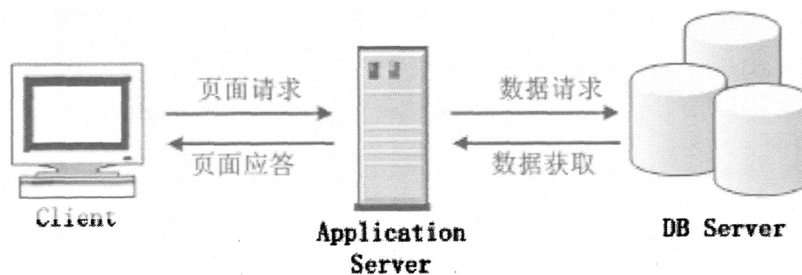 页面请求
数据请求
页面应答
数据获取
Client
Application
Server
DB Server